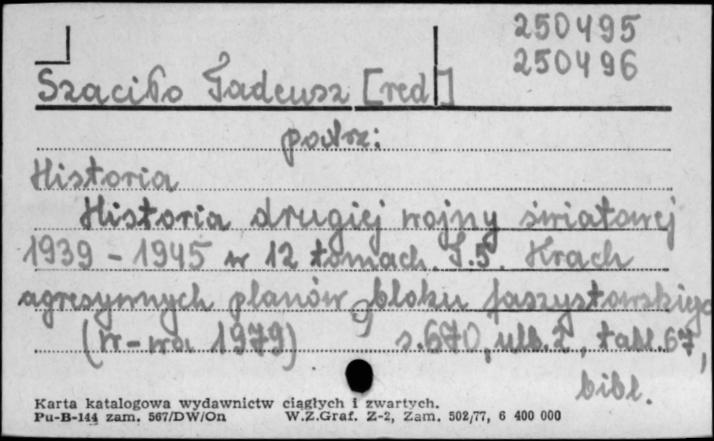 250495
250496
Szaciło Tadeusz [red]
patrz:
Historia
Historia drugiej wojny światowej
1939 - 1945 w 12 tomach. T.5. Krach
agresywnych planów bloku faszystowskiego
(W-wa 1979) s.670, ulb.2, tabl.67,
bibl.
Karta katalogowa wydawnictw ciągłych i zwartych.
Pu-B-144 zam. 567/DW/On W.Z.Graf. Z-2, Zam. 502/77, 6 400 000